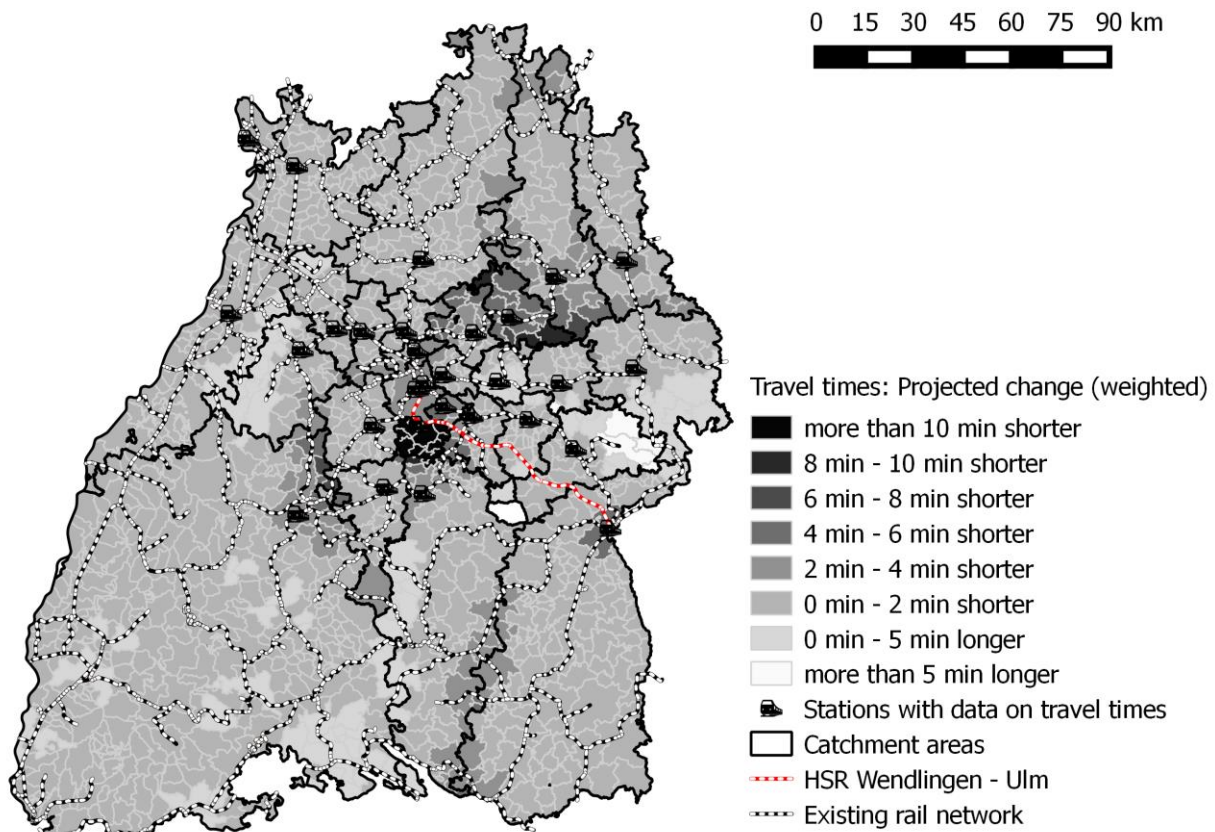 0 15 30 45 60 75 90 km
Travel times: Projected change (weighted)
more than 10 min shorter
8 min - 10 min shorter
6 min - 8 min shorter
4 min - 6 min shorter
2 min - 4 min shorter
0 min - 2 min shorter
0 min - 5 min longer
more than 5 min longer
Stations with data on travel times
Catchment areas
HSR Wendlingen - Ulm
Existing rail network